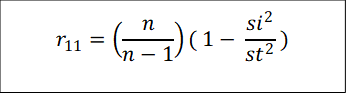 r₁₁ = (n / n − 1) ( 1 − si² / st² )